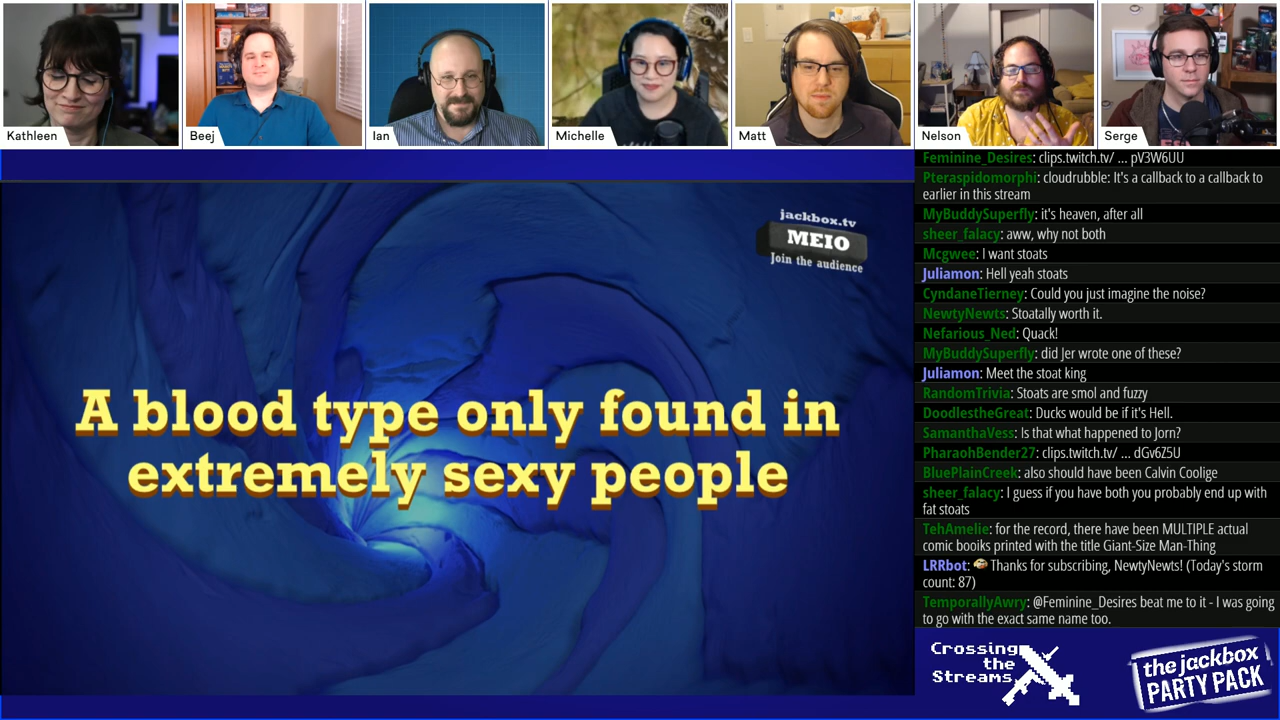 Kathleen
Beej
Ian
Michelle
Matt
Nelson
Serge
jackbox.tv
MEIO
Join the audience
A blood type only found in
extremely sexy people
Feminine_Desires: clips.twitch.tv/ ... pV3W6UU
Pteraspidomorphi: cloudrubble: It's a callback to a callback to
earlier in this stream
MyBuddySuperfly: it's heaven, after all
sheer_falacy: aww, why not both
Mcgwee: I want stoats
Juliamon: Hell yeah stoats
CyndaneTierney: Could you just imagine the noise?
NewtyNewts: Stoatally worth it.
Nefarious_Ned: Quack!
MyBuddySuperfly: did Jer wrote one of these?
Juliamon: Meet the stoat king
RandomTrivia: Stoats are smol and fuzzy
DoodlestheGreat: Ducks would be if it's Hell.
SamanthaVess: Is that what happened to Jorn?
PharaohBender27: clips.twitch.tv/ ... dGv6Z5U
BluePlainCreek: also should have been Calvin Coolige
sheer_falacy: I guess if you have both you probably end up with
fat stoats
TehAmelie: for the record, there have been MULTIPLE actual
comic booiks printed with the title Giant-Size Man-Thing
LRRbot: Thanks for subscribing, NewtyNewts! (Today's storm
count: 87)
TemporallyAwry: @Feminine_Desires beat me to it - I was going
to go with the exact same name too.
Crossing
the
Streams
the jackbox
PARTY PACK